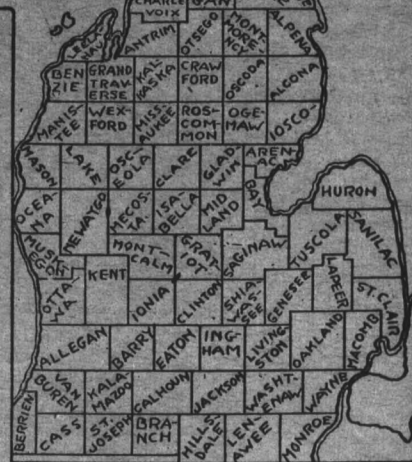 CHARLE
VOIX
GAN
LEELA
NAU
ANTRIM
OTSEGO
MONT-
MORE-
NCY
ALPENA
BEN
ZIE
GRAND
TRAV-
ERSE
KAL-
KASKA
CRAW
FORD
OSCODA
ALCONA
MANIS-
TEE
WEX-
FORD
MISS-
AUKEE
ROS-
COM-
MON
OGE-
MAW
IOSCO
MASON
LAKE
OSC-
EOLA
CLARE
GLAD-
WIN
AREN-
AC
OCEA-
NA
NEWAYGO
MECOS-
TA
ISA-
BELLA
MID
LAND
BAY
HURON
MUSK
EGON
MONT-
CALM
GRAT-
IOT
SAGINAW
TUSCOLA
SANILAC
OTTA-
WA
KENT
IONIA
CLINTON
SHIA-
WAS-
SEE
GENESEE
LAPEER
ST. CLAIR
ALLEGAN
BARRY
EATON
ING-
HAM
LIVING-
STON
OAKLAND
MACOMB
VAN
BUREN
KALA-
MAZOO
CALHOUN
JACKSON
WASHT-
ENAW
WAYNE
BERRIEN
CASS
ST.
JOSEPH
BRA-
NCH
HILLS-
DALE
LEN-
AWEE
MONROE